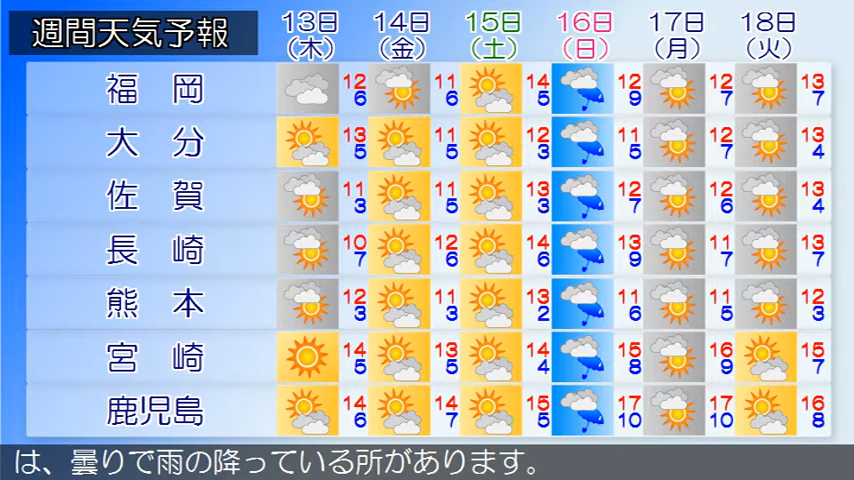 週間天気予報 13日(木) 14日(金) 15日(土) 16日(日) 17日(月) 18日(火)
福岡 12 6 11 6 14 5 12 9 12 7 13 7
大分 13 5 11 5 12 3 11 5 12 7 13 4
佐賀 11 3 11 5 13 3 12 7 12 6 13 4
長崎 10 7 12 6 14 6 13 9 11 7 13 7
熊本 12 3 11 3 13 2 11 6 11 5 12 3
宮崎 14 5 13 5 14 4 15 8 16 9 15 7
鹿児島 14 6 14 7 15 5 17 10 17 10 16 8
は、曇りで雨の降っている所があります。